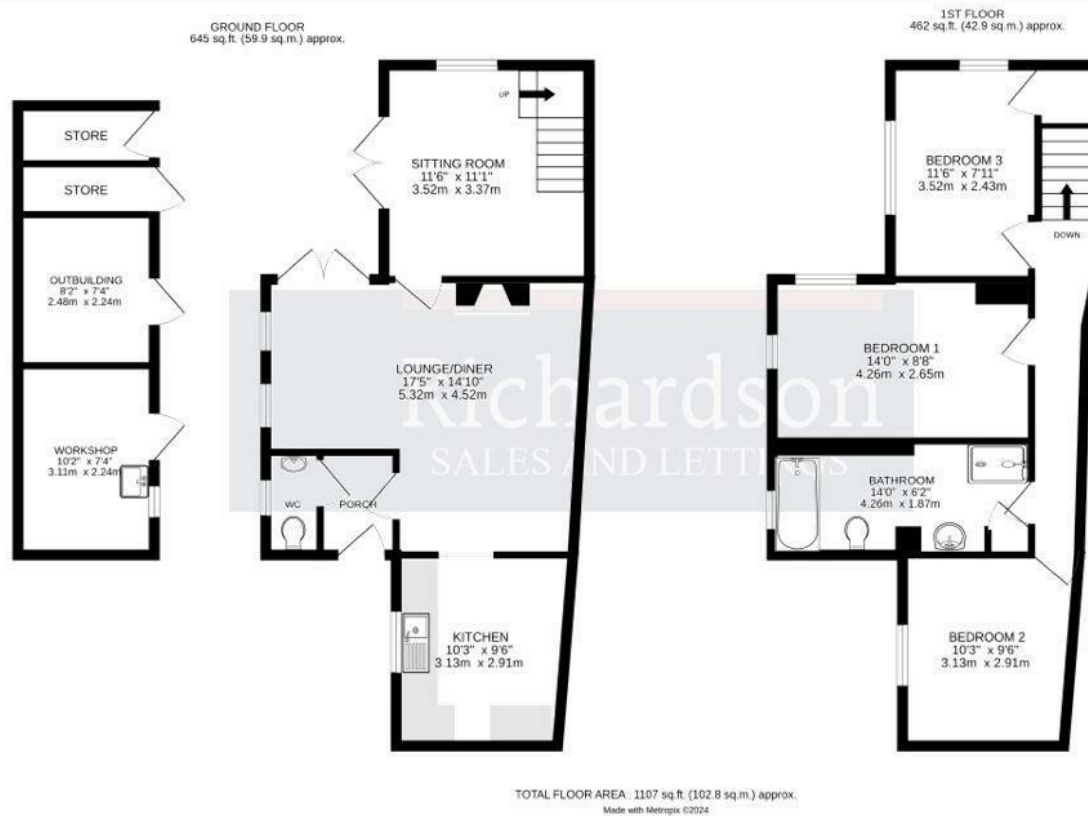 GROUND FLOOR
645 sq.ft. (59.9 sq.m.) approx.
1ST FLOOR
462 sq.ft. (42.9 sq.m.) approx.
STORE
STORE
OUTBUILDING
8'2" x 7'4"
2.48m x 2.24m
WORKSHOP
10'2" x 7'4"
3.11m x 2.24m
UP
SITTING ROOM
11'6" x 11'1"
3.52m x 3.37m
LOUNGE/DINER
17'5" x 14'10"
5.32m x 4.52m
WC
PORCH
KITCHEN
10'3" x 9'6"
3.13m x 2.91m
BEDROOM 3
11'6" x 7'11"
3.52m x 2.43m
DOWN
BEDROOM 1
14'0" x 8'8"
4.26m x 2.65m
BATHROOM
14'0" x 6'2"
4.26m x 1.87m
BEDROOM 2
10'3" x 9'6"
3.13m x 2.91m
Richardson
SALES AND LETTINGS
TOTAL FLOOR AREA : 1107 sq.ft. (102.8 sq.m.) approx.
Made with Metropix ©2024